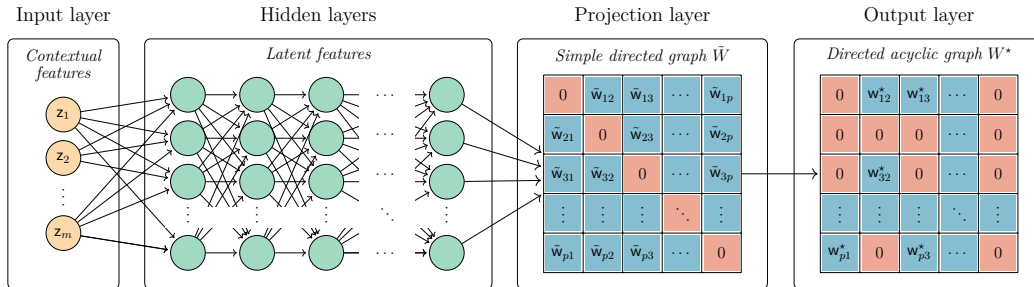 Input layer
Hidden layers
Projection layer
Output layer
Contextual
features
Latent features
Simple directed graph W̃
Directed acyclic graph W⋆
z₁
z₂
⋮
zₘ
⋯
⋯
⋯
⋮ ⋮ ⋮ ⋱ ⋮
⋯
0 w̃₁₂ w̃₁₃ ⋯ w̃₁ₚ
w̃₂₁ 0 w̃₂₃ ⋯ w̃₂ₚ
w̃₃₁ w̃₃₂ 0 ⋯ w̃₃ₚ
⋮ ⋮ ⋮ ⋱ ⋮
w̃ₚ₁ w̃ₚ₂ w̃ₚ₃ ⋯ 0
0 w⋆₁₂ w⋆₁₃ ⋯ 0
0 0 0 ⋯ 0
0 w⋆₃₂ 0 ⋯ 0
⋮ ⋮ ⋮ ⋱ ⋮
w⋆ₚ₁ 0 w⋆ₚ₃ ⋯ 0